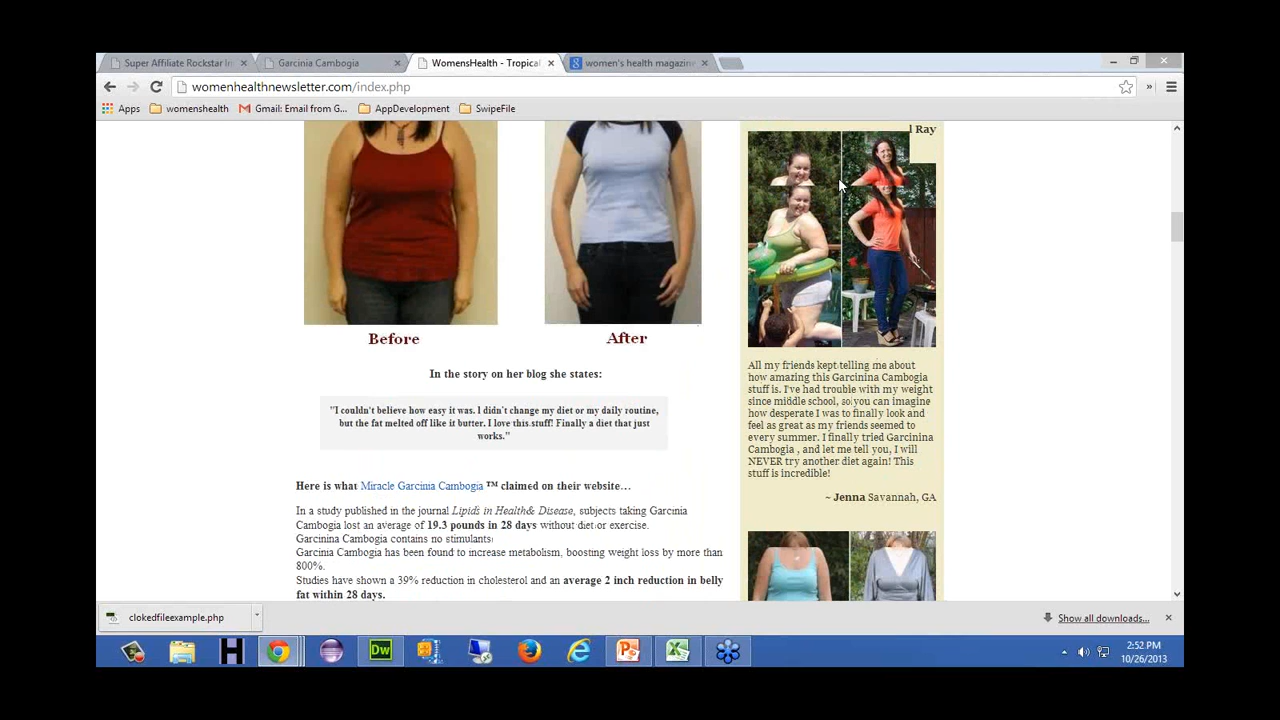 Super Affiliate Rockstar In
Garcinia Cambogia
WomensHealth - Tropical
women's health magazine
womenhealthnewsletter.com/index.php
Apps
womenshealth
Gmail: Email from G...
AppDevelopment
SwipeFile
Before
After
In the story on her blog she states:
"I couldn't believe how easy it was. I didn't change my diet or my daily routine,
but the fat melted off like it butter. I love this stuff! Finally a diet that just
works."
Here is what Miracle Garcinia Cambogia ™ claimed on their website…
In a study published in the journal Lipids in Health& Disease, subjects taking Garcinia
Cambogia lost an average of 19.3 pounds in 28 days without diet or exercise.
Garcinina Cambogia contains no stimulants
Garcinia Cambogia has been found to increase metabolism, boosting weight loss by more than
800%.
Studies have shown a 39% reduction in cholesterol and an average 2 inch reduction in belly
fat within 28 days.
l Ray
All my friends kept telling me about
how amazing this Garcinina Cambogia
stuff is. I've had trouble with my weight
since middle school, so you can imagine
how desperate I was to finally look and
feel as great as my friends seemed to
every summer. I finally tried Garcinina
Cambogia , and let me tell you, I will
NEVER try another diet again! This
stuff is incredible!
~ Jenna Savannah, GA
clokedfileexample.php
Show all downloads...
H
Dw
2:52 PM
10/26/2013